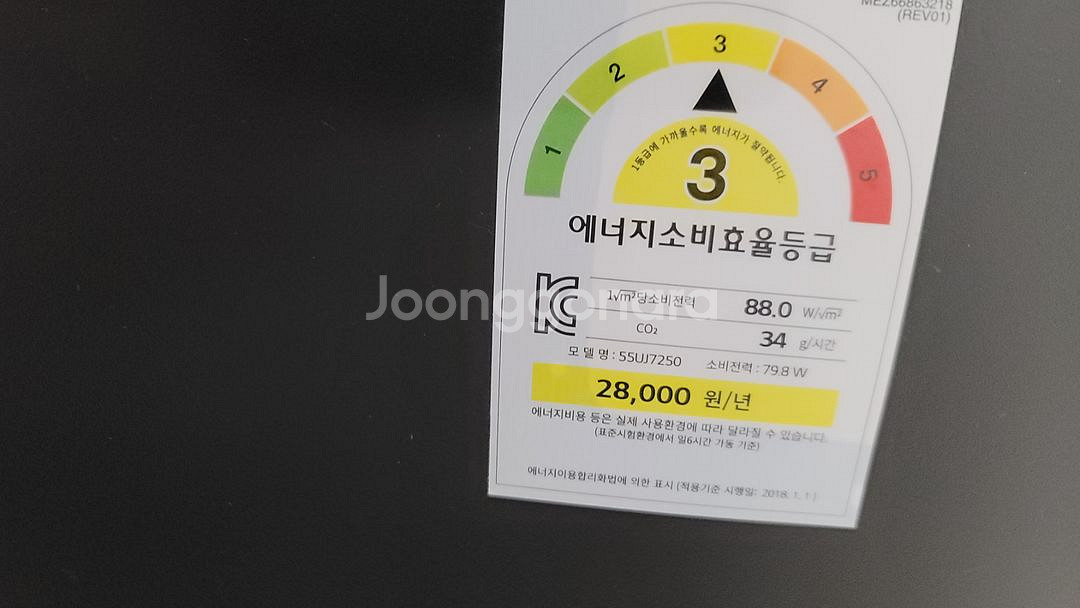 MEZ66863218
(REV01)
1
2
3
4
5
1등급에 가까울수록 에너지가 절약됩니다.
3
에너지소비효율등급
1√m²당소비전력 88.0 W/√m²
CO₂ 34 g/시간
모델명 : 55UJ7250 소비전력 : 79.8 W
28,000 원/년
에너지비용 등은 실제 사용환경에 따라 달라질 수 있습니다.
(표준시험환경에서 일6시간 가동 기준)
에너지이용합리화법에 의한 표시 (적용기준 시행일: 2018. 1. 1)
Joonggonara